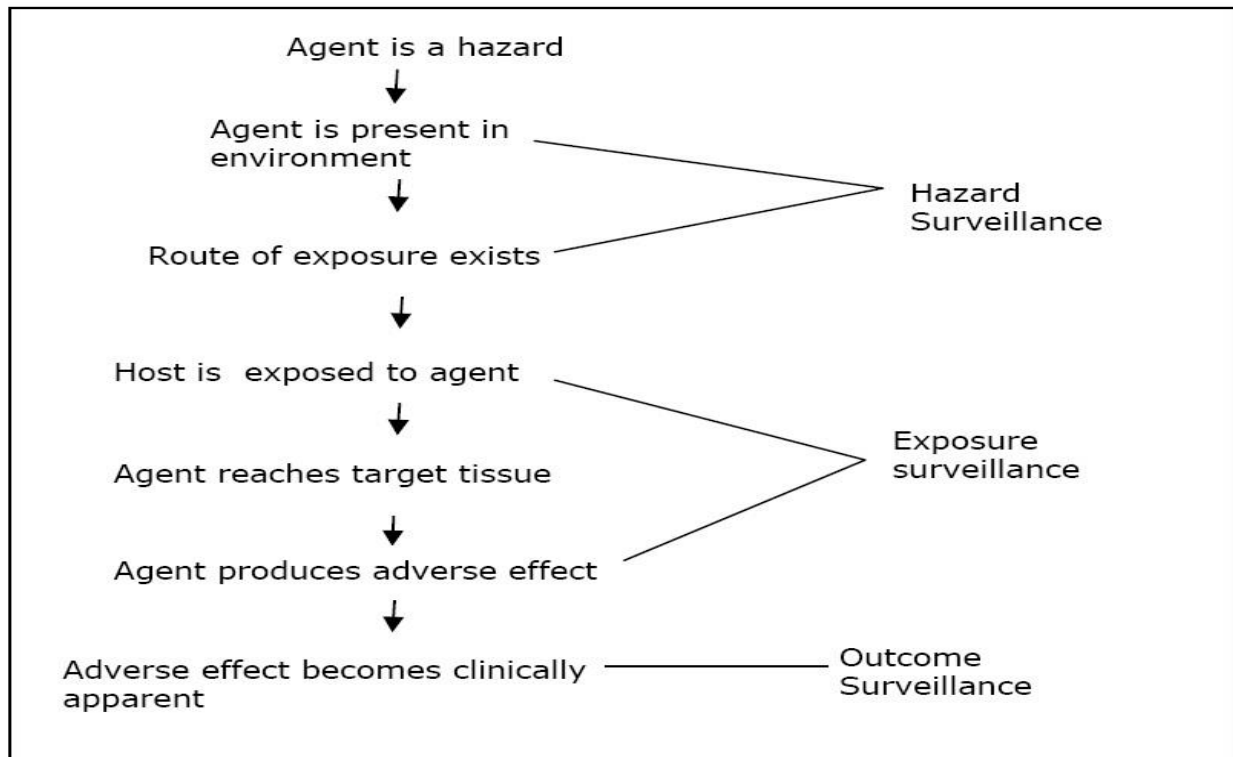 Agent is a hazard
Agent is present in
environment
Hazard
Surveillance
Route of exposure exists
Host is exposed to agent
Exposure
surveillance
Agent reaches target tissue
Agent produces adverse effect
Adverse effect becomes clinically
apparent
Outcome
Surveillance